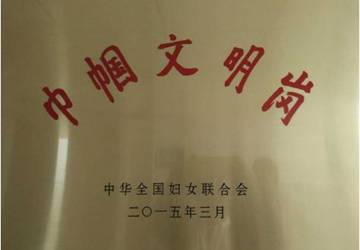 巾帼文明岗
中华全国妇女联合会
二〇一五年三月